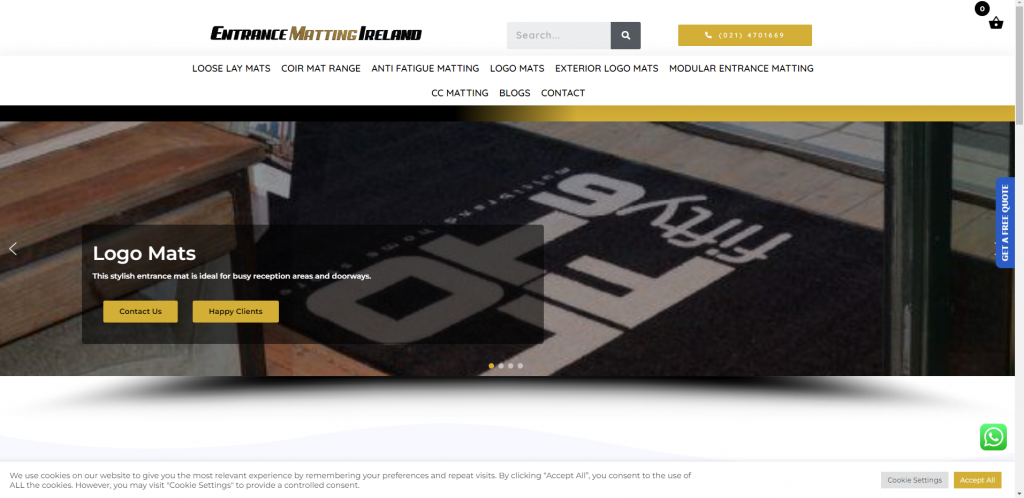 0
ENTRANCE MATTING IRELAND
Search...
(021) 4701669
LOOSE LAY MATS COIR MAT RANGE ANTI FATIGUE MATTING LOGO MATS EXTERIOR LOGO MATS MODULAR ENTRANCE MATTING
CC MATTING BLOGS CONTACT
fifty
Logo Mats
This stylish entrance mat is ideal for busy reception areas and doorways.
Contact Us Happy Clients
GET A FREE QUOTE
We use cookies on our website to give you the most relevant experience by remembering your preferences and repeat visits. By clicking “Accept All”, you consent to the use of
ALL the cookies. However, you may visit "Cookie Settings" to provide a controlled consent.
Cookie Settings Accept All